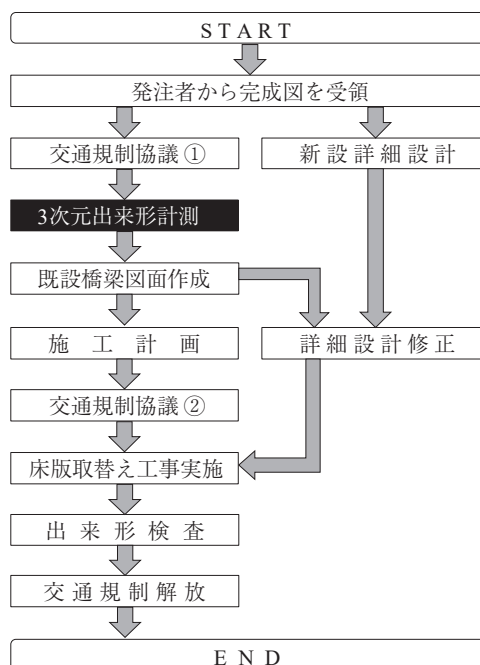 START
発注者から完成図を受領
交通規制協議①
新設詳細設計
3次元出来形計測
既設橋梁図面作成
施工計画
詳細設計修正
交通規制協議②
床版取替え工事実施
出来形検査
交通規制解放
END